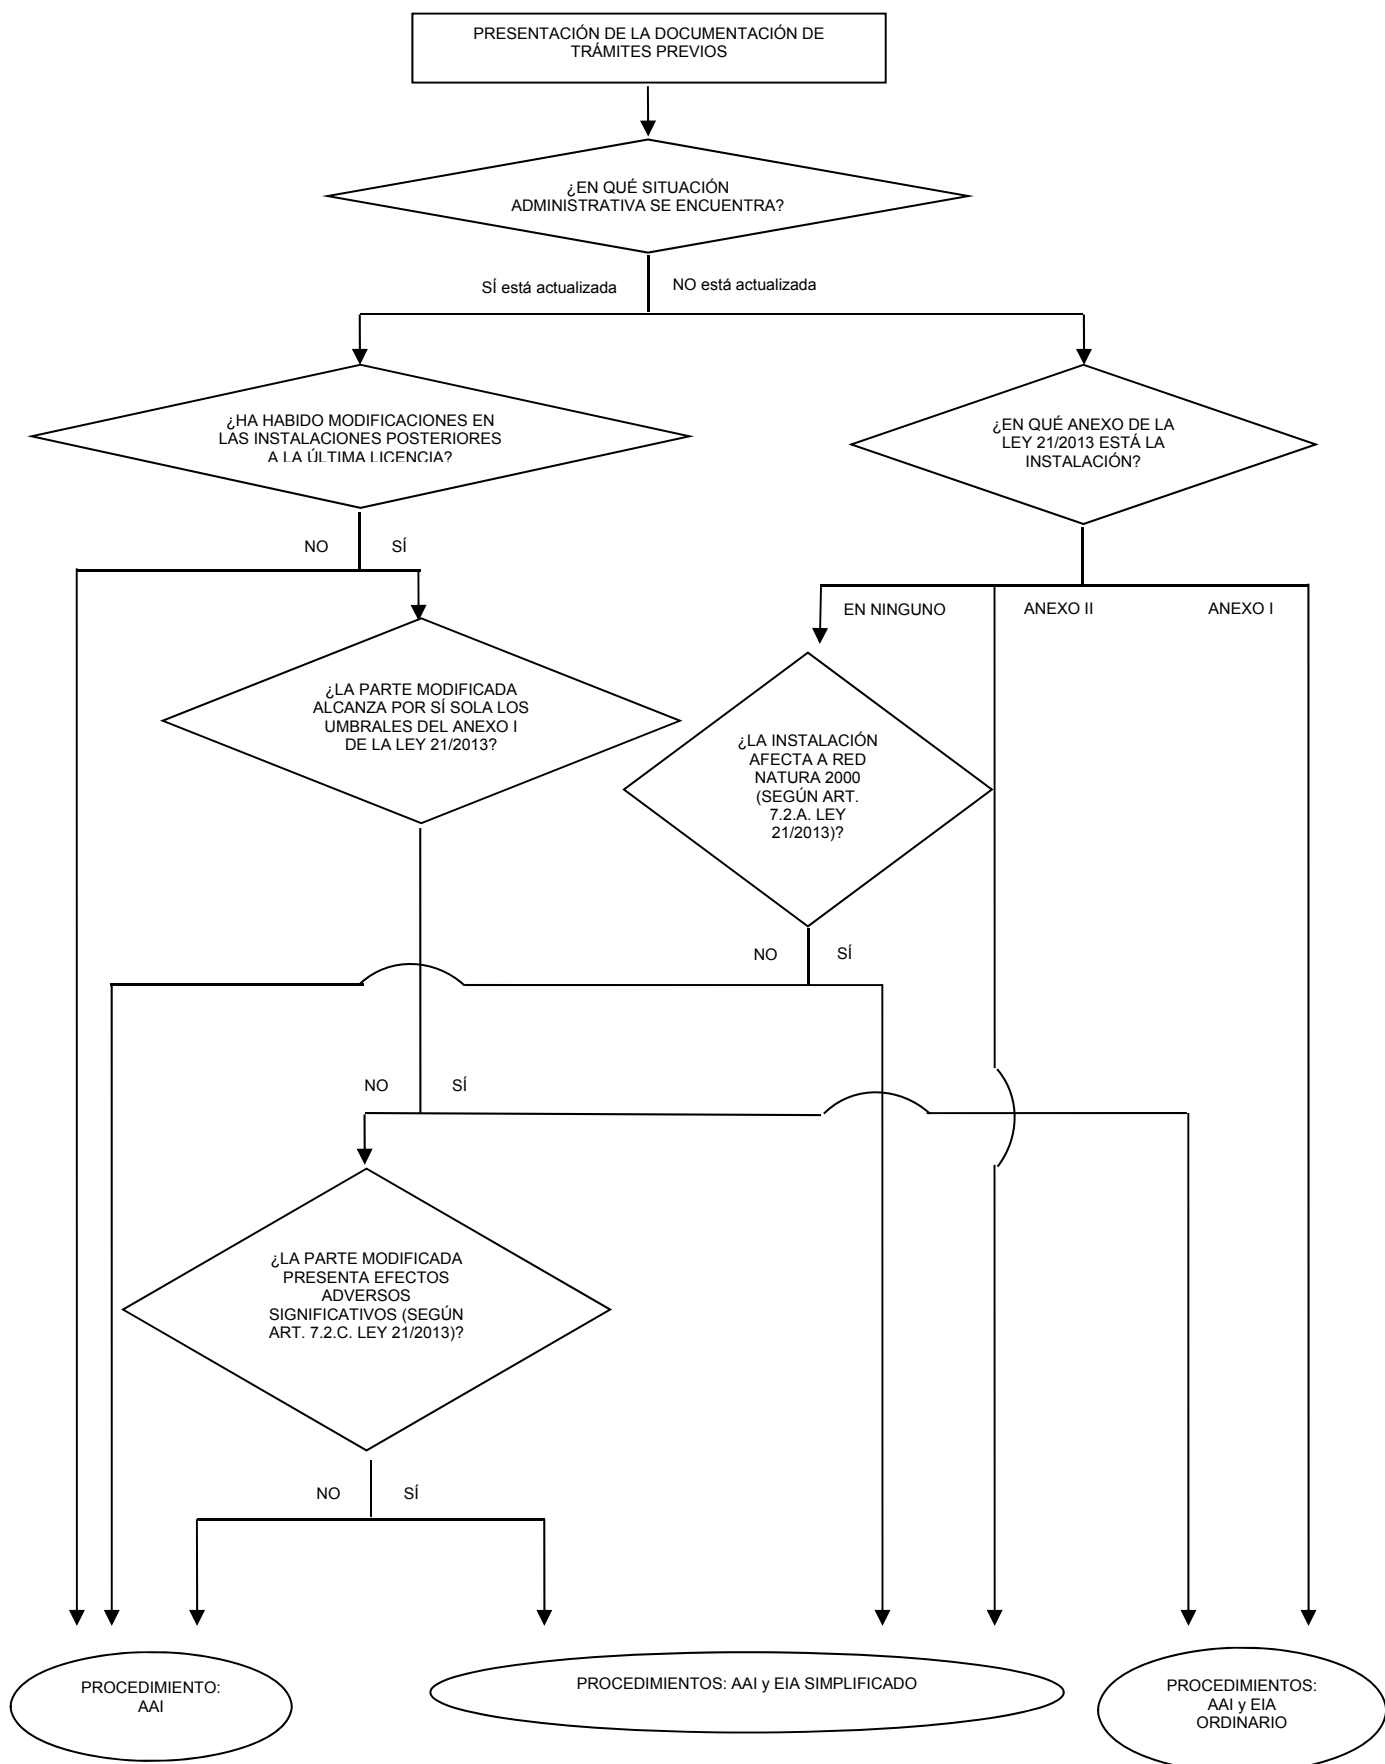 PRESENTACIÓN DE LA DOCUMENTACIÓN DE
TRÁMITES PREVIOS
¿EN QUÉ SITUACIÓN
ADMINISTRATIVA SE ENCUENTRA?
SÍ está actualizada
NO está actualizada
¿HA HABIDO MODIFICACIONES EN
LAS INSTALACIONES POSTERIORES
A LA ÚLTIMA LICENCIA?
¿EN QUÉ ANEXO DE LA
LEY 21/2013 ESTÁ LA
INSTALACIÓN?
NO
SÍ
EN NINGUNO
ANEXO II
ANEXO I
¿LA PARTE MODIFICADA
ALCANZA POR SÍ SOLA LOS
UMBRALES DEL ANEXO I
DE LA LEY 21/2013?
¿LA INSTALACIÓN
AFECTA A RED
NATURA 2000
(SEGÚN ART.
7.2.A. LEY
21/2013)?
NO
SÍ
NO
SÍ
¿LA PARTE MODIFICADA
PRESENTA EFECTOS
ADVERSOS
SIGNIFICATIVOS (SEGÚN
ART. 7.2.C. LEY 21/2013)?
NO
SÍ
PROCEDIMIENTO:
AAI
PROCEDIMIENTOS: AAI y EIA SIMPLIFICADO
PROCEDIMIENTOS:
AAI y EIA
ORDINARIO